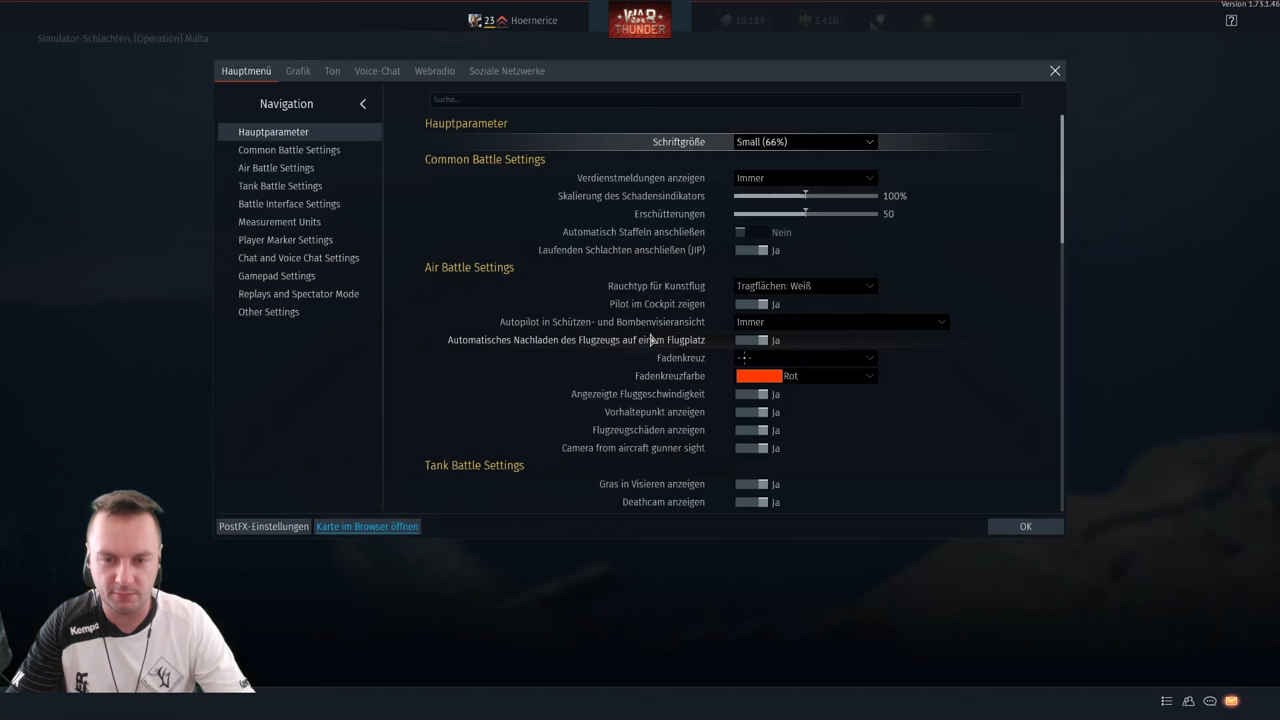 Version 1.73.1.46
23 Hoernerice
WAR THUNDER
10.189
3.410
Simulator-Schlachten, [Operation] Malta
Hauptmenü Grafik Ton Voice-Chat Webradio Soziale Netzwerke
Navigation
Hauptparameter
Common Battle Settings
Air Battle Settings
Tank Battle Settings
Battle Interface Settings
Measurement Units
Player Marker Settings
Chat and Voice Chat Settings
Gamepad Settings
Replays and Spectator Mode
Other Settings
Suche...
Hauptparameter
Schriftgröße Small (66%)
Common Battle Settings
Verdienstmeldungen anzeigen Immer
Skalierung des Schadensindikators 100%
Erschütterungen 50
Automatisch Staffeln anschließen Nein
Laufenden Schlachten anschließen (JIP) Ja
Air Battle Settings
Rauchtyp für Kunstflug Tragflächen: Weiß
Pilot im Cockpit zeigen Ja
Autopilot in Schützen- und Bombenvisieransicht Immer
Automatisches Nachladen des Flugzeugs auf einem Flugplatz Ja
Fadenkreuz
Fadenkreuzfarbe Rot
Angezeigte Fluggeschwindigkeit Ja
Vorhaltepunkt anzeigen Ja
Flugzeugschäden anzeigen Ja
Camera from aircraft gunner sight Ja
Tank Battle Settings
Gras in Visieren anzeigen Ja
Deathcam anzeigen Ja
PostFX-Einstellungen Karte im Browser öffnen OK
Kempa